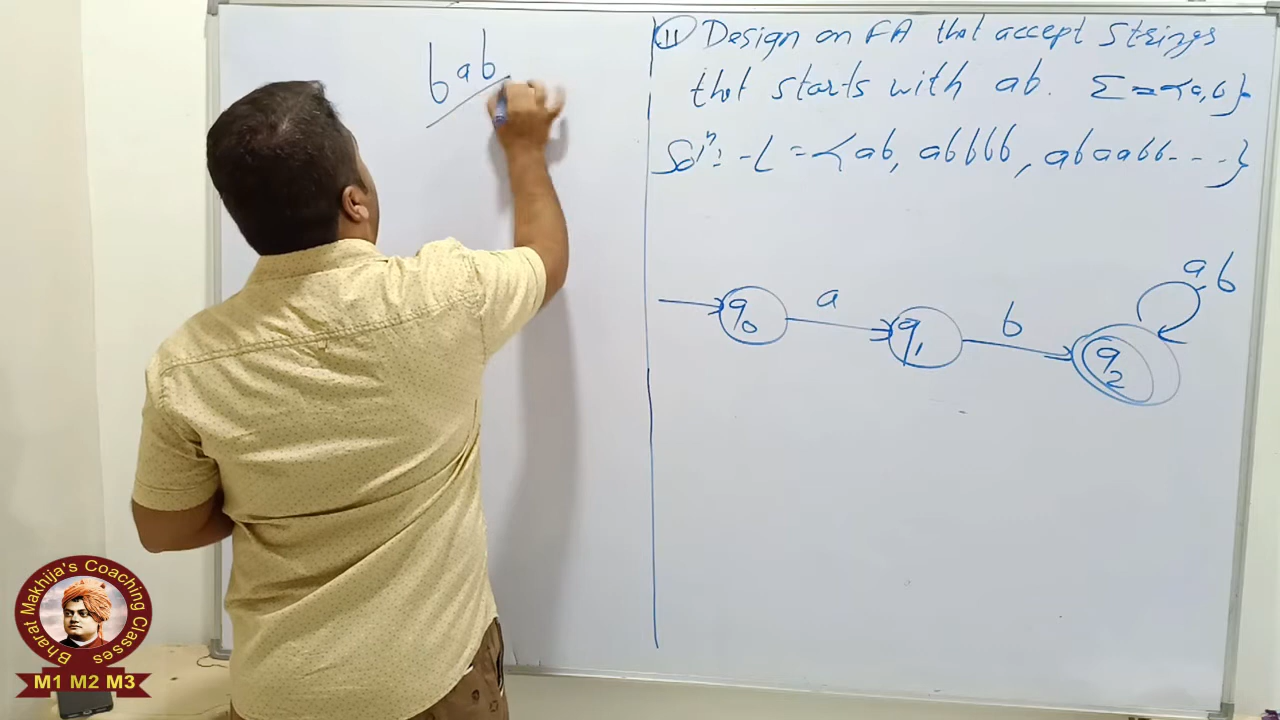 bab
(11) Design an FA that accept strings
that starts with ab. Σ={a,b}.
Solⁿ:- L = {ab, abbbb, abaabb---}
a
b
a b
q0
q1
q2
Bharat Makhija's Coaching Classes
M1 M2 M3